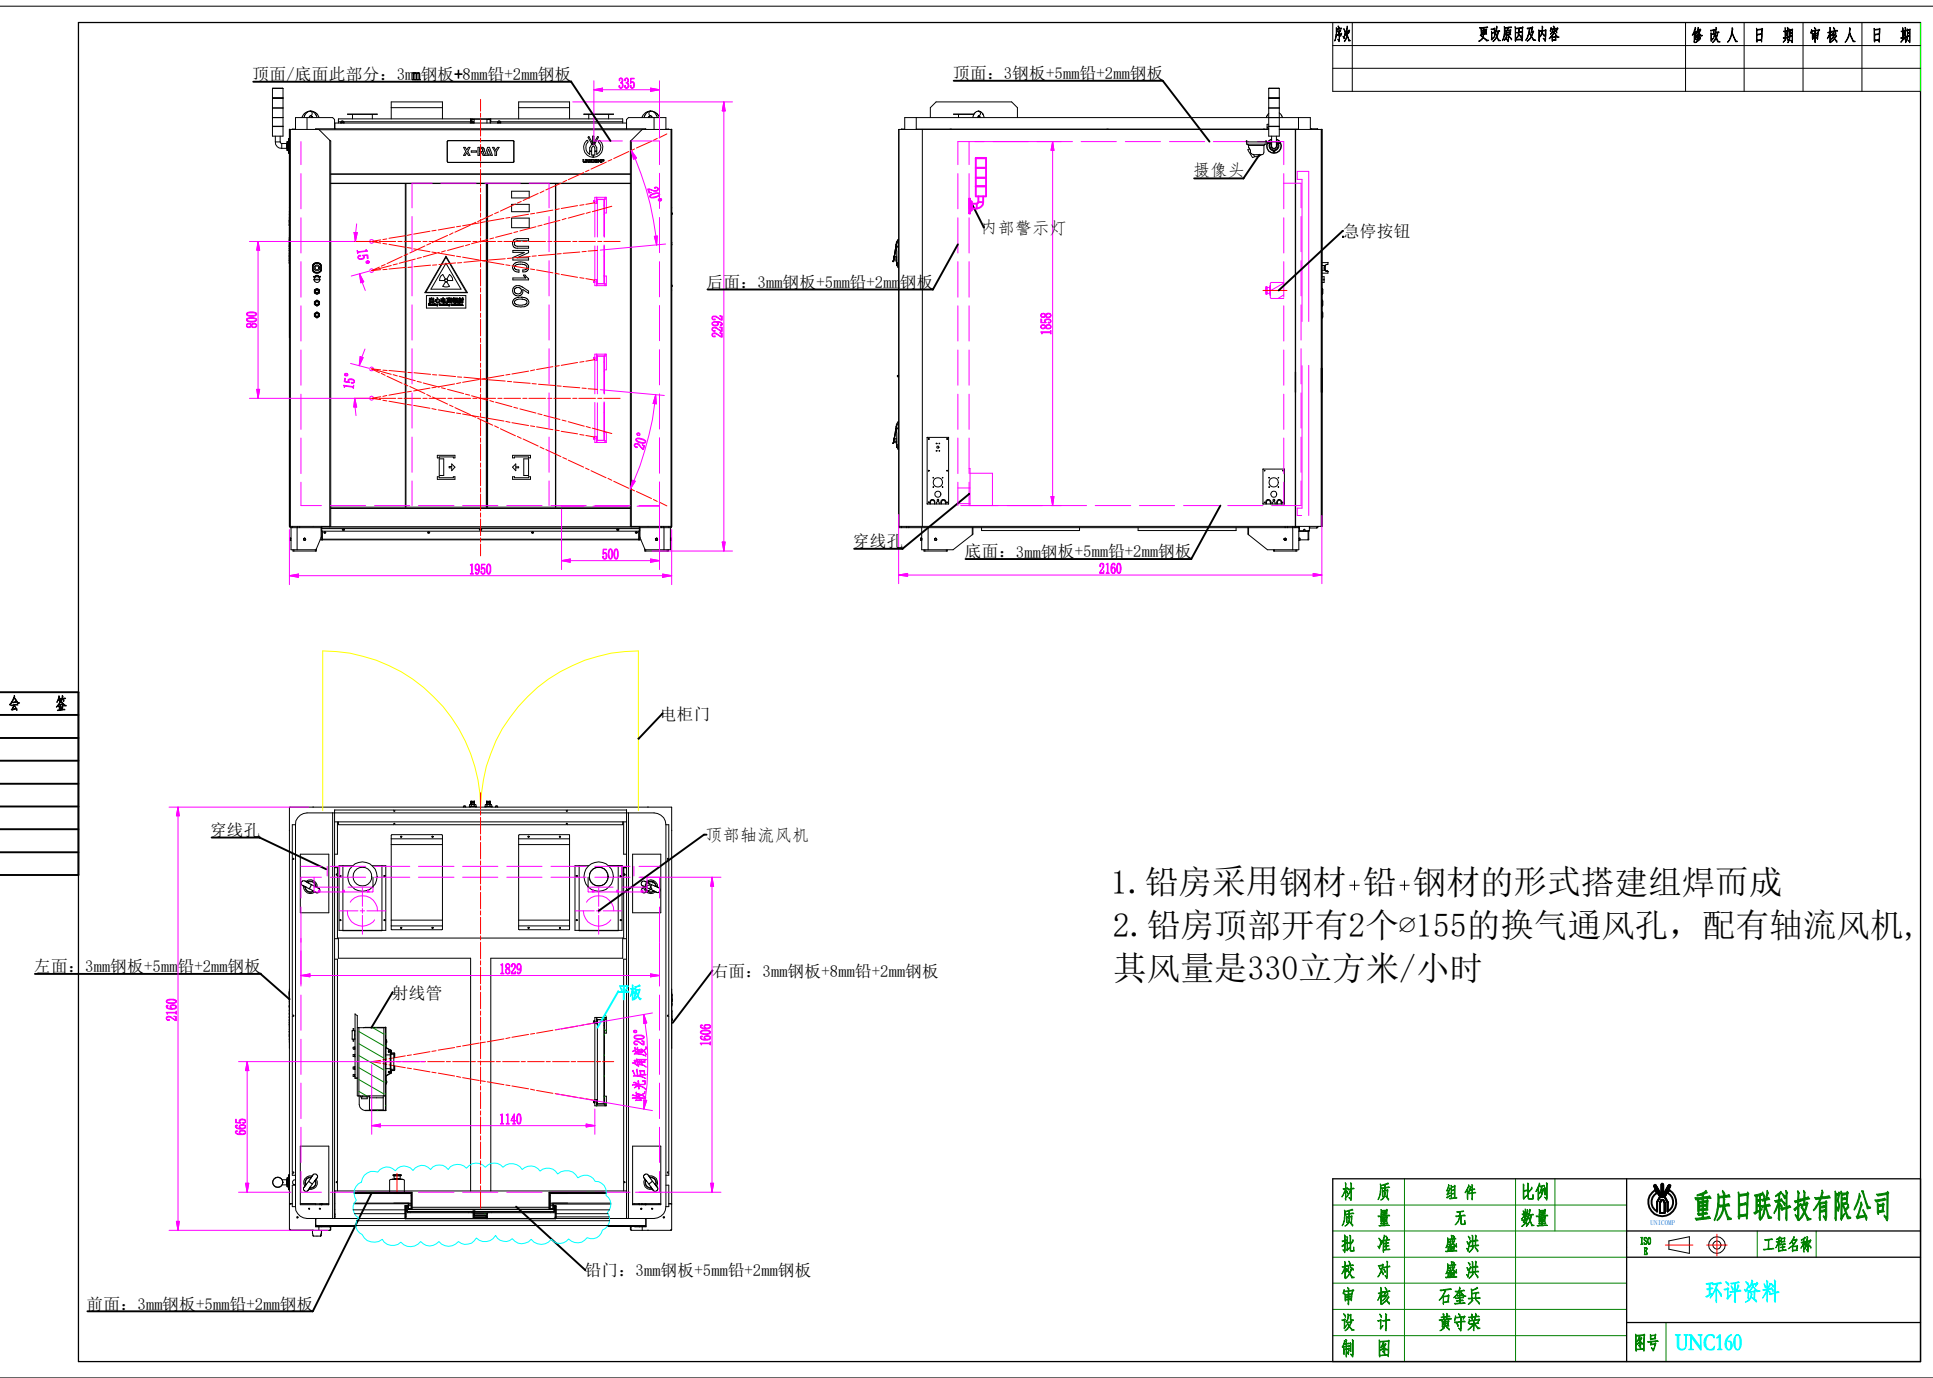 序次 更改原因及内容 修改人 日期 审核人 日期
顶面/底面此部分：3mm钢板+8mm铅+2mm钢板
335
X-RAY
UNICOMP
20°
15°
UNC160
800
2292
15°
20°
500
1950
顶面：3钢板+5mm铅+2mm钢板
摄像头
内部警示灯
急停按钮
后面：3mm钢板+5mm铅+2mm钢板
1858
穿线孔
底面：3mm钢板+5mm铅+2mm钢板
2160
会签
电柜门
穿线孔
顶部轴流风机
左面：3mm钢板+5mm铅+2mm钢板
1829
右面：3mm钢板+8mm铅+2mm钢板
射线管
平板
2160
1606
收光后角度20°
665
1140
铅门：3mm钢板+5mm铅+2mm钢板
前面：3mm钢板+5mm铅+2mm钢板
1.铅房采用钢材+铅+钢材的形式搭建组焊而成
2.铅房顶部开有2个⌀155的换气通风孔，配有轴流风机,
其风量是330立方米/小时
材质 组件 比例
质量 无 数量
批准 盛洪
校对 盛洪
审核 石奎兵
设计 黄守荣
制图
UNICOMP 重庆日联科技有限公司
ISO E 工程名称
环评资料
图号 UNC160